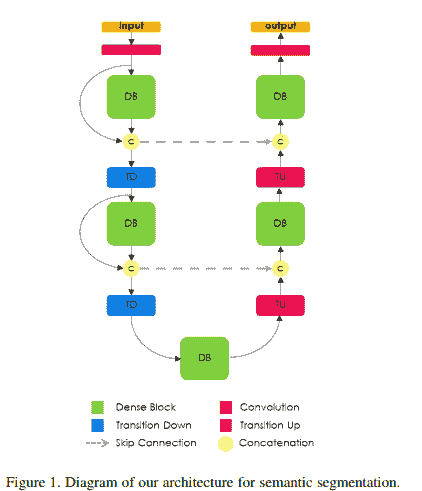 input output
DB DB
c c
TD TU
DB DB
c c
TD TU
DB
Dense Block Convolution
Transition Down Transition Up
Skip Connection Concatenation
Figure 1. Diagram of our architecture for semantic segmentation.